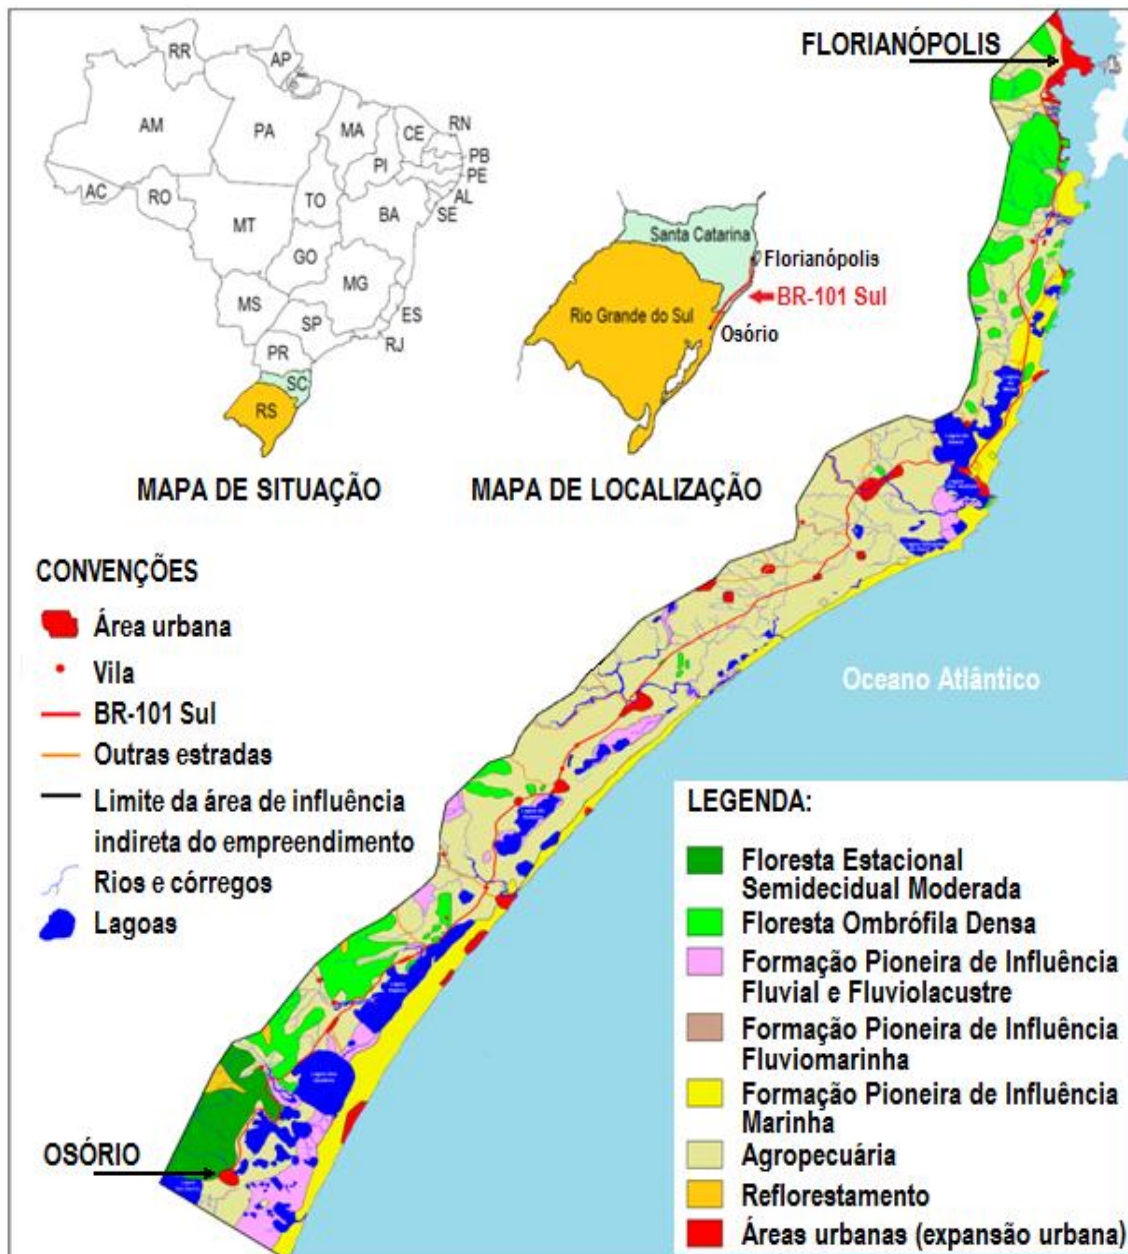 FLORIANÓPOLIS
RR
AP
AM
PA
MA
CE
RN
PB
PE
AL
SE
PI
AC
RO
TO
BA
MT
GO
MG
MS
ES
SP
RJ
PR
SC
RS
MAPA DE SITUAÇÃO
Santa Catarina
Florianópolis
BR-101 Sul
Rio Grande do Sul
Osório
MAPA DE LOCALIZAÇÃO
CONVENÇÕES
Área urbana
Vila
BR-101 Sul
Outras estradas
Limite da área de influência
indireta do empreendimento
Rios e córregos
Lagoas
OSÓRIO
Oceano Atlântico
LEGENDA:
Floresta Estacional
Semidecidual Moderada
Floresta Ombrófila Densa
Formação Pioneira de Influência
Fluvial e Fluviolacustre
Formação Pioneira de Influência
Fluviomarinha
Formação Pioneira de Influência
Marinha
Agropecuária
Reflorestamento
Áreas urbanas (expansão urbana)